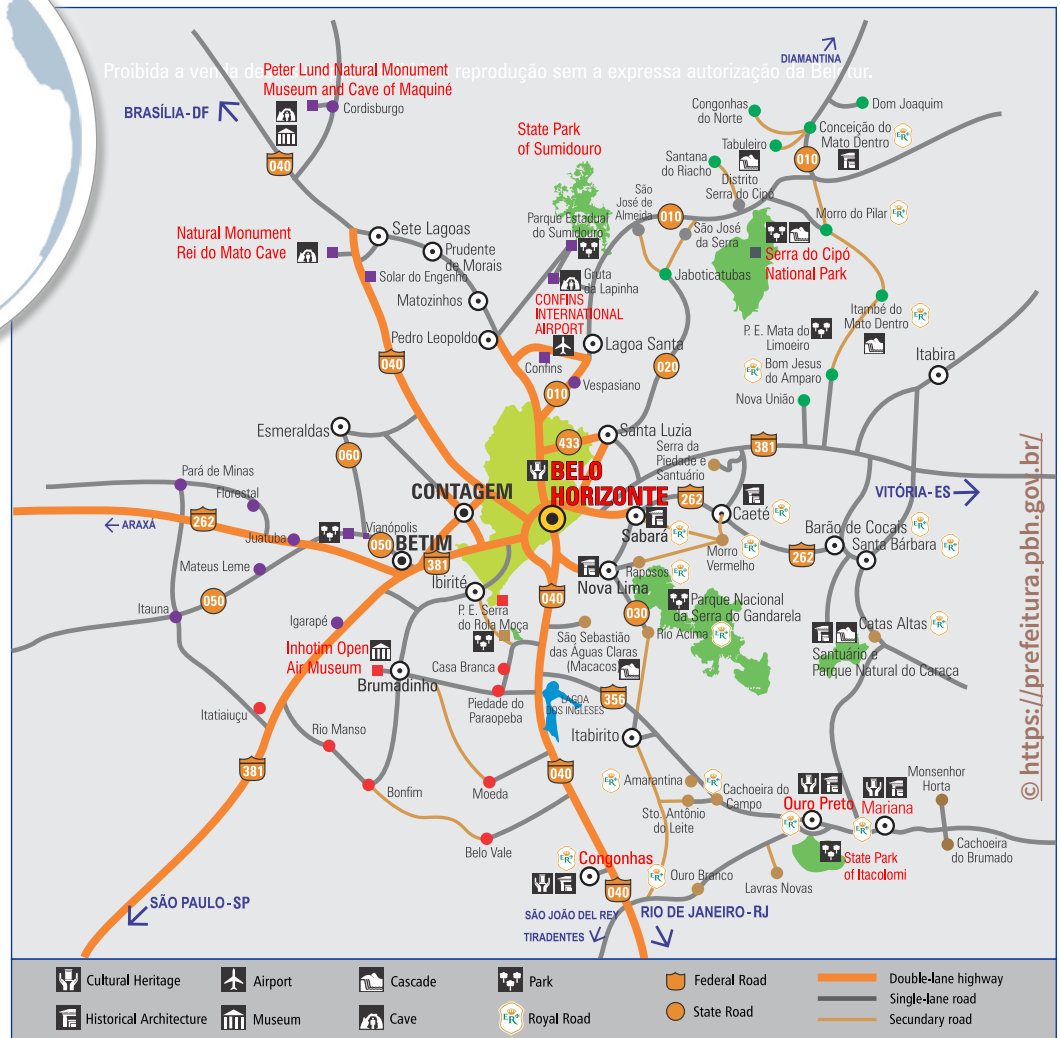 Proibida a venda
reprodução sem a expressa autorização da Belotur.
DIAMANTINA
Peter Lund Natural Monument
Museum and Cave of Maquiné
BRASÍLIA-DF
Cordisburgo
040
State Park
of Sumidouro
Congonhas
do Norte
Dom Joaquim
Tabuleiro
Conceição do
Mato Dentro
010
Santana
do Riacho
Distrito
Serra do Cipó
São
José de
Almeida
010
São José
da Serra
Morro do Pilar
Parque Estadual
do Sumidouro
Sete Lagoas
Natural Monument
Rei do Mato Cave
Prudente
de Morais
Solar do Engenho
Serra do Cipó
National Park
Gruta
da Lapinha
Jaboticatubas
Matozinhos
CONFINS
INTERNATIONAL
AIRPORT
Itambé do
Mato Dentro
Pedro Leopoldo
P. E. Mata do
Limoeiro
Lagoa Santa
Itabira
040
Confins
020
Bom Jesus
do Amparo
010
Vespasiano
Nova União
Esmeraldas
433
Santa Luzia
381
060
Serra da
Piedade e
Santuário
Pará de Minas
Florestal
BELO
HORIZONTE
CONTAGEM
262
VITÓRIA-ES
ARAXÁ
262
Vianópolis
050
BETIM
Juatuba
Sabará
Caeté
Barão de Cocais
Santa Bárbara
262
Morro
Vermelho
381
Mateus Leme
Ibirité
Nova Lima
Raposos
050
Itauna
040
P. E. Serra
do Rola Moça
030
Parque Nacional
da Serra do Gandarela
Igarapé
São Sebastião
das Águas Claras
(Macacos)
Rio Acima
Catas Altas
Inhotim Open
Air Museum
Casa Branca
Santuário e
Parque Natural do Caraça
Brumadinho
Piedade do
Paraopeba
LAGOA
DOS INGLESES
356
Itatiaiuçu
Rio Manso
Itabirito
381
040
Bonfim
Moeda
Amarantina
Cachoeira do
Campo
Sto. Antônio
do Leite
Ouro Preto
Mariana
Monsenhor
Horta
Belo Vale
Cachoeira
do Brumado
Congonhas
State Park
of Itacolomi
Ouro Branco
Lavras Novas
040
SÃO PAULO-SP
SÃO JOÃO DEL REY
TIRADENTES
RIO DE JANEIRO-RJ
© https://prefeitura.pbh.gov.br/
Cultural Heritage
Airport
Cascade
Park
Federal Road
Double-lane highway
Single-lane road
Historical Architecture
Museum
Cave
ER
Royal Road
State Road
Secondary road